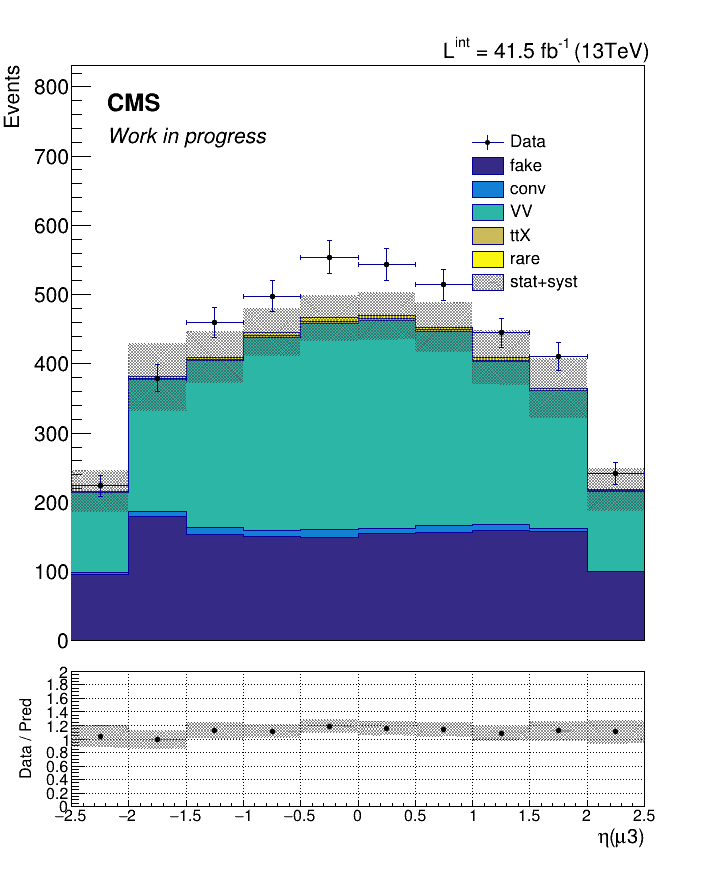 L^int = 41.5 fb^-1 (13TeV)
Events
CMS
Work in progress
Data
fake
conv
VV
ttX
rare
stat+syst
800
700
600
500
400
300
200
100
0
Data / Pred
2
1.8
1.6
1.4
1.2
1
0.8
0.6
0.4
0.2
0
−2.5 −2 −1.5 −1 −0.5 0 0.5 1 1.5 2 2.5
η(μ3)